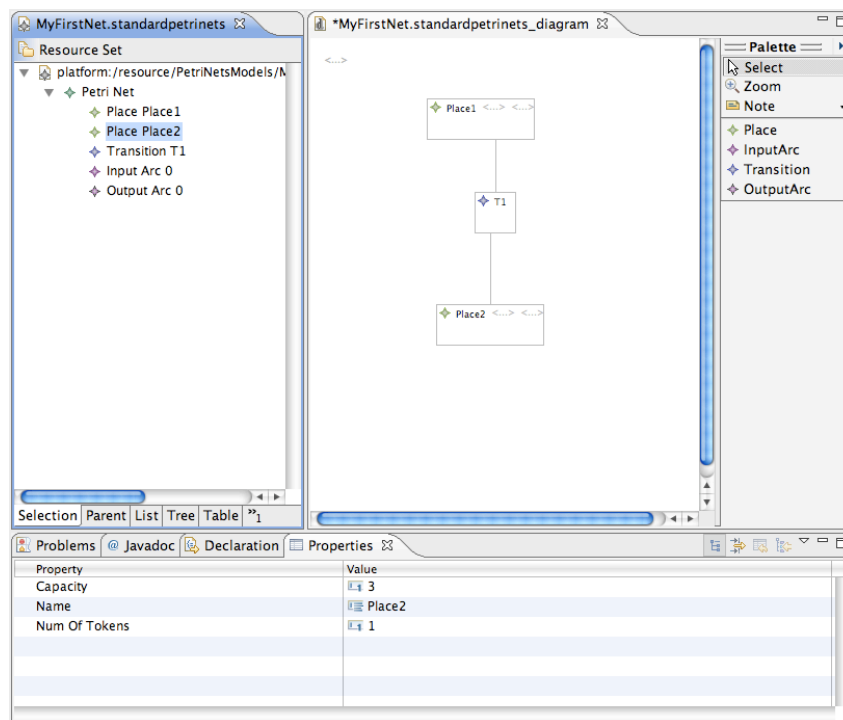 MyFirstNet.standardpetrinets
Resource Set
platform:/resource/PetriNetsModels/M
Petri Net
Place Place1
Place Place2
Transition T1
Input Arc 0
Output Arc 0
Selection Parent List Tree Table »1
*MyFirstNet.standardpetrinets_diagram
<...>
Place1 <...> <...>
T1
Place2 <...> <...>
Palette
Select
Zoom
Note
Place
InputArc
Transition
OutputArc
Problems @ Javadoc Declaration Properties
Property Value
Capacity 3
Name Place2
Num Of Tokens 1